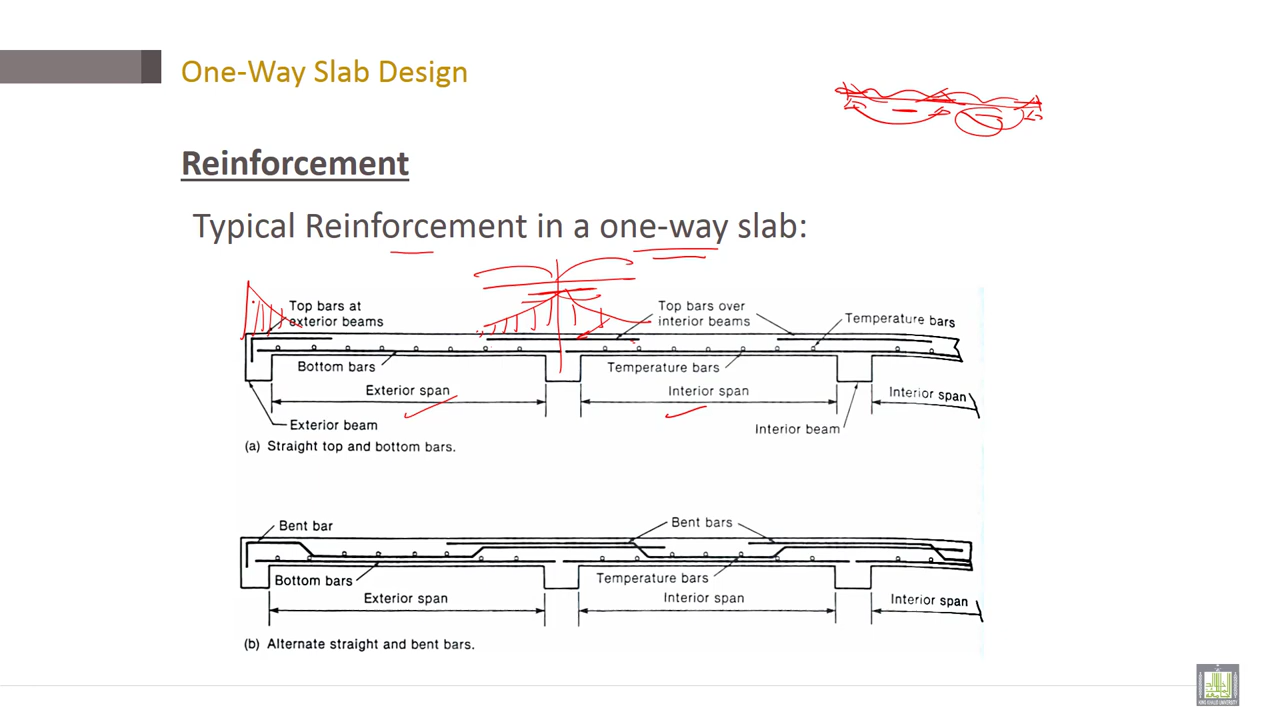 One-Way Slab Design
Reinforcement
Typical Reinforcement in a one-way slab:
Top bars at
exterior beams
Top bars over
interior beams
Temperature bars
Bottom bars
Temperature bars
Exterior span
Interior span
Interior span
Exterior beam
Interior beam
(a) Straight top and bottom bars.
Bent bar
Bent bars
Bottom bars
Temperature bars
Exterior span
Interior span
Interior span
(b) Alternate straight and bent bars.
KING KHALID UNIVERSITY